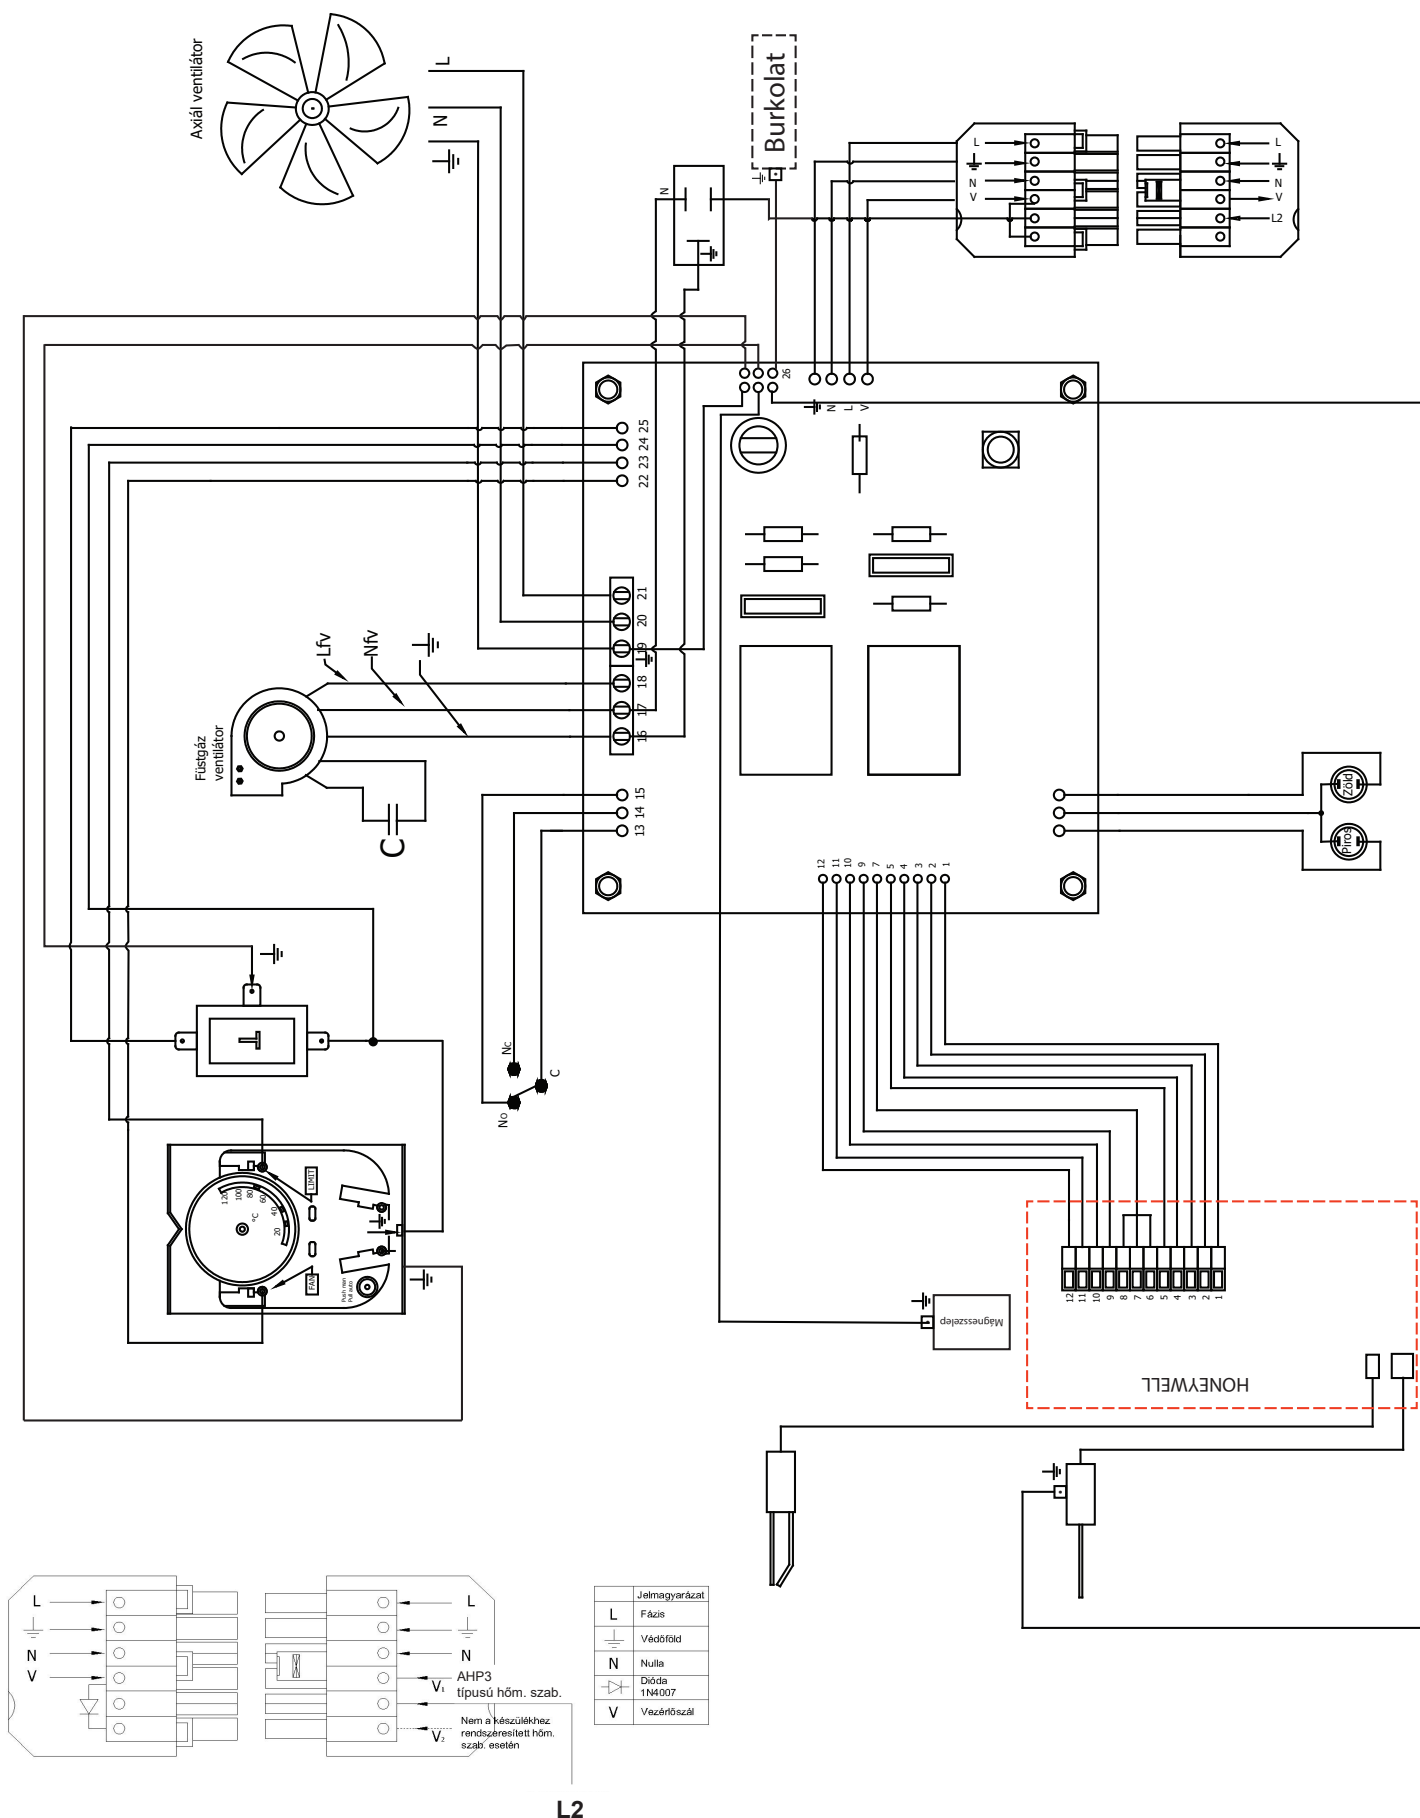 Axiál ventilátor
L
N
Burkolat
N
L
N
V
L
N
V
L2
26
N
L
V
25
24
23
22
21
20
19
18
17
16
15
14
13
Lfv
Nfv
Füstgáz
ventilátor
C
Zöld
Piros
12
11
10
9
7
5
4
3
2
1
Nc
C
No
T
LIMIT
120
100
80
60
40
20
°C
FAN
Push man
Pull auto
Mágnesszelep
12
11
10
9
8
7
6
5
4
3
2
1
HONEYWELL
L
N
V
L
N
V1
AHP3
típusú hőm. szab.
V2
Nem a készülékhez
rendszeresített hőm.
szab. esetén
L2
Jelmagyarázat
L Fázis
Védőföld
N Nulla
Dióda
1N4007
V Vezérlőszál